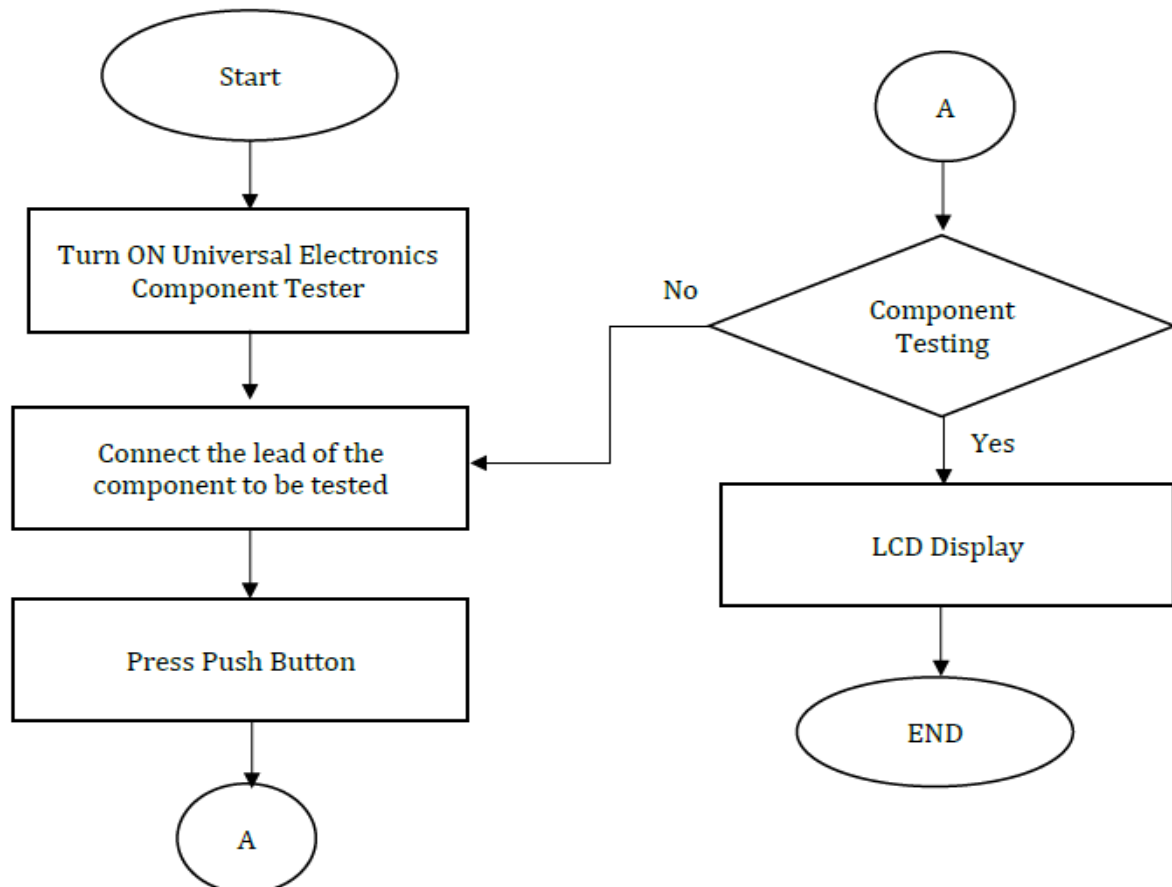 Start
Turn ON Universal Electronics
Component Tester
Connect the lead of the
component to be tested
Press Push Button
A
A
Component
Testing
No
Yes
LCD Display
END